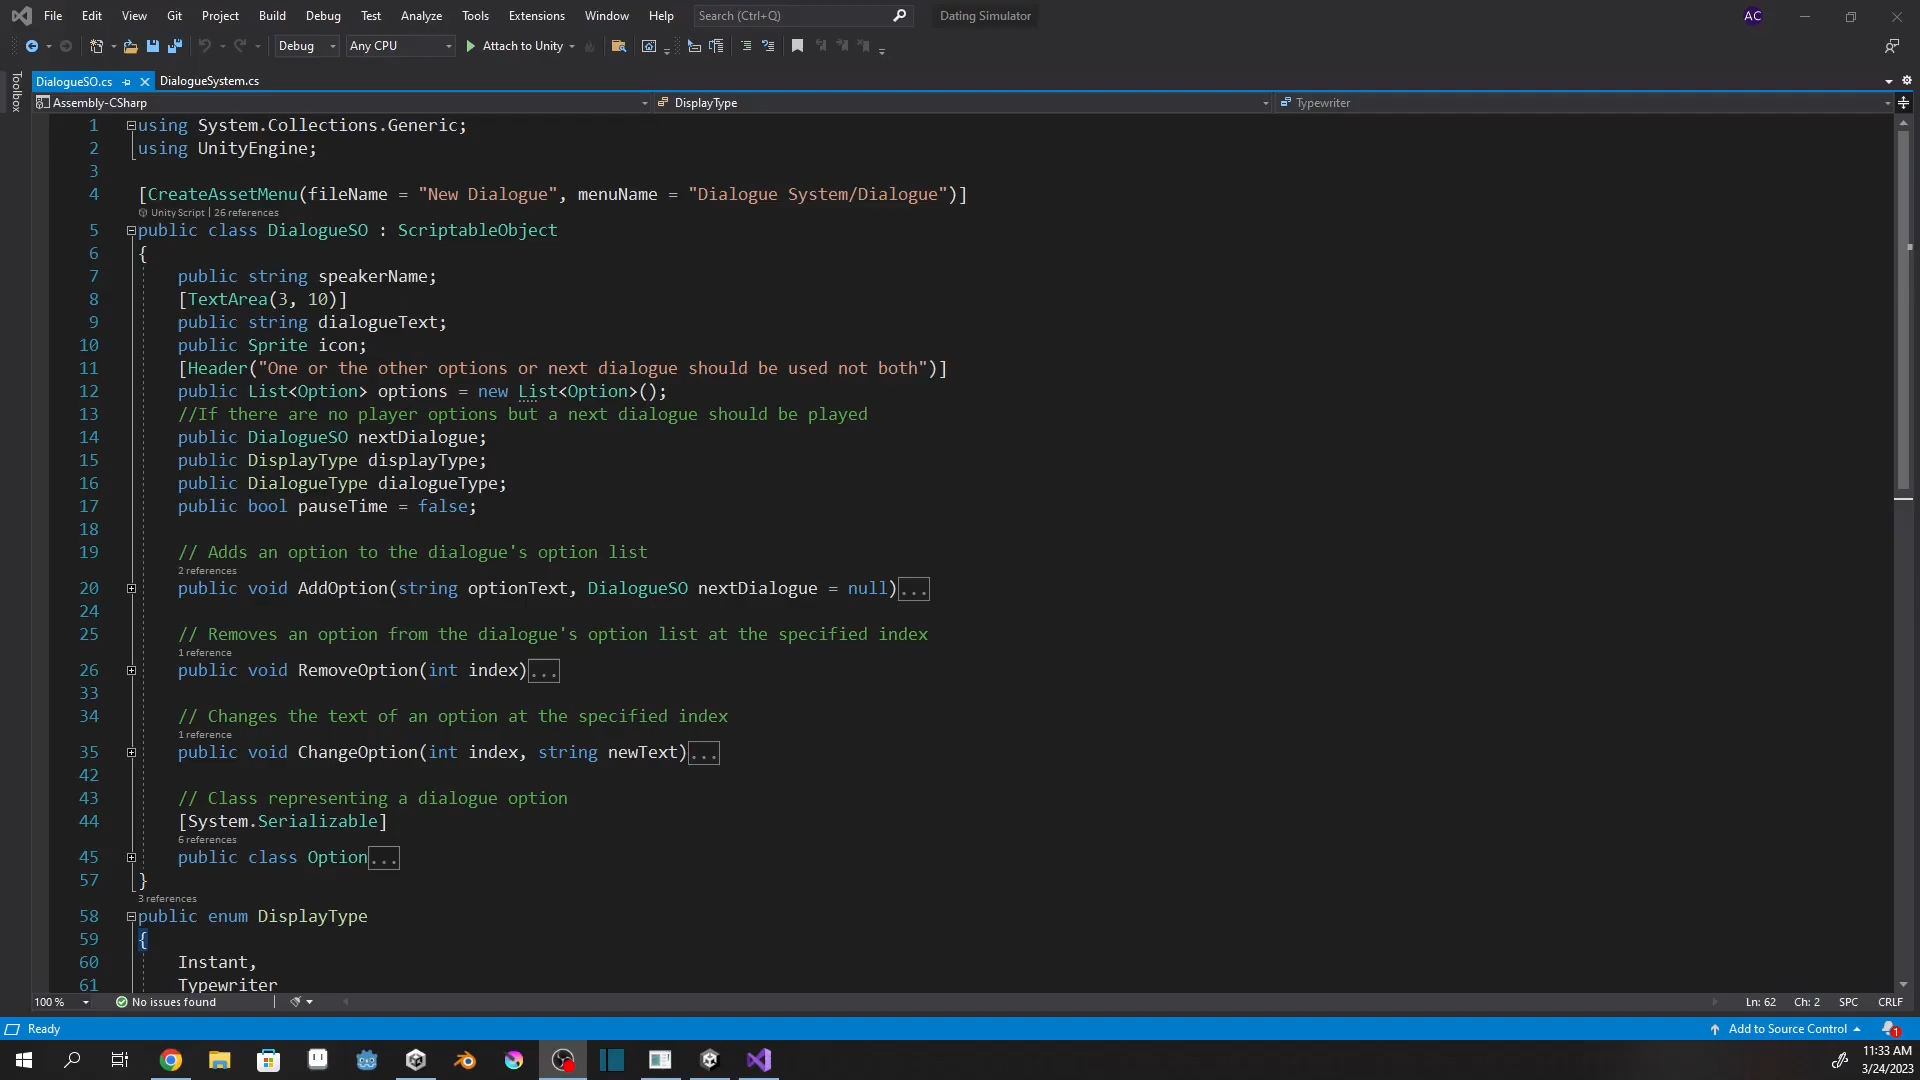 File Edit View Git Project Build Debug Test Analyze Tools Extensions Window Help Search (Ctrl+Q) Dating Simulator AC
Debug Any CPU Attach to Unity
Toolbox
DialogueSO.cs DialogueSystem.cs
Assembly-CSharp DisplayType Typewriter
1 using System.Collections.Generic;
2 using UnityEngine;
3
4 [CreateAssetMenu(fileName = "New Dialogue", menuName = "Dialogue System/Dialogue")]
Unity Script | 26 references
5 public class DialogueSO : ScriptableObject
6 {
7 public string speakerName;
8 [TextArea(3, 10)]
9 public string dialogueText;
10 public Sprite icon;
11 [Header("One or the other options or next dialogue should be used not both")]
12 public List<Option> options = new List<Option>();
13 //If there are no player options but a next dialogue should be played
14 public DialogueSO nextDialogue;
15 public DisplayType displayType;
16 public DialogueType dialogueType;
17 public bool pauseTime = false;
18
19 // Adds an option to the dialogue's option list
2 references
20 public void AddOption(string optionText, DialogueSO nextDialogue = null)...
24
25 // Removes an option from the dialogue's option list at the specified index
1 reference
26 public void RemoveOption(int index)...
33
34 // Changes the text of an option at the specified index
1 reference
35 public void ChangeOption(int index, string newText)...
42
43 // Class representing a dialogue option
44 [System.Serializable]
6 references
45 public class Option...
57 }
3 references
58 public enum DisplayType
59 {
60 Instant,
61 Typewriter
100 % No issues found Ln: 62 Ch: 2 SPC CRLF
Ready Add to Source Control 1
11:33 AM
3/24/2023